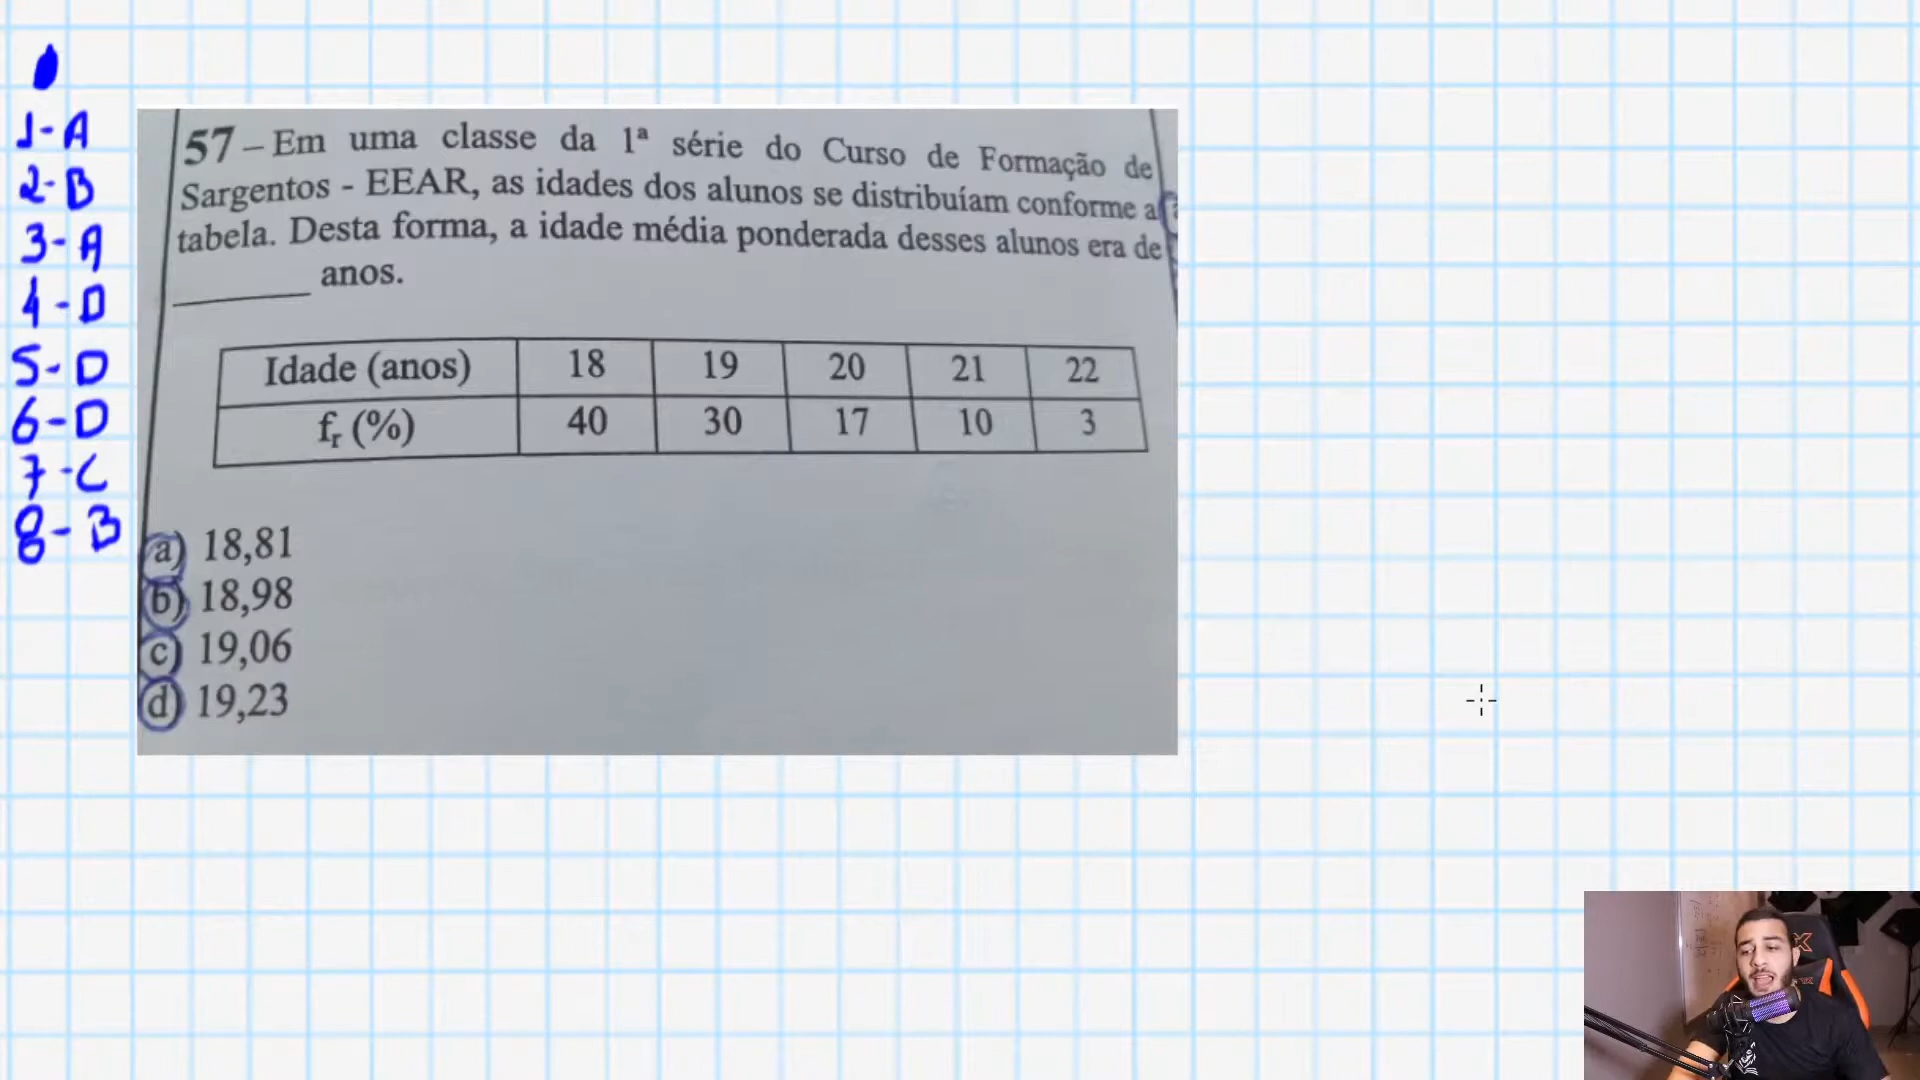 1-A
2-B
3-A
4-D
5-D
6-D
7-C
8-B
57 – Em uma classe da 1ª série do Curso de Formação de
Sargentos - EEAR, as idades dos alunos se distribuíam conforme a
tabela. Desta forma, a idade média ponderada desses alunos era de
________ anos.
Idade (anos) 18 19 20 21 22
fr (%) 40 30 17 10 3
a) 18,81
b) 18,98
c) 19,06
d) 19,23